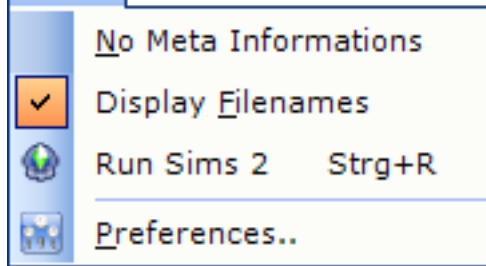 No Meta Informations
Display Filenames
Run Sims 2 Strg+R
Preferences..